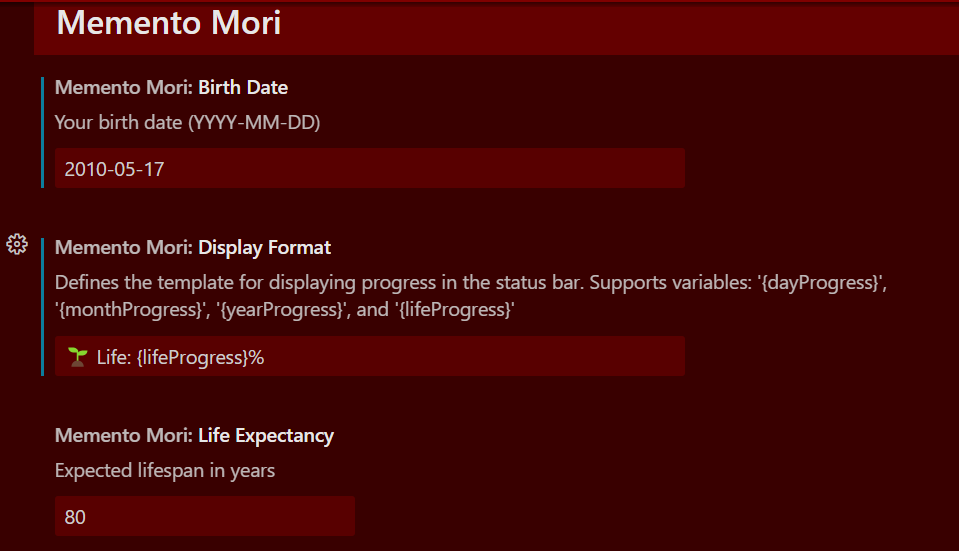 Memento Mori
Memento Mori: Birth Date
Your birth date (YYYY-MM-DD)
2010-05-17
Memento Mori: Display Format
Defines the template for displaying progress in the status bar. Supports variables: '{dayProgress}',
'{monthProgress}', '{yearProgress}', and '{lifeProgress}'
🌱 Life: {lifeProgress}%
Memento Mori: Life Expectancy
Expected lifespan in years
80